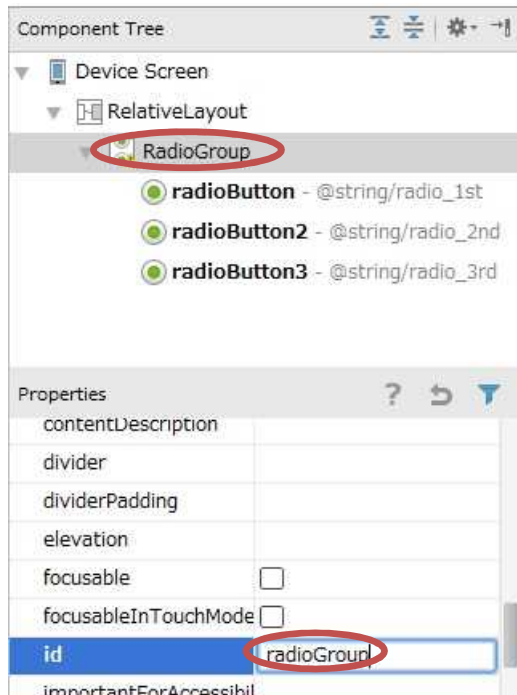 Component Tree
Device Screen
RelativeLayout
RadioGroup
radioButton - @string/radio_1st
radioButton2 - @string/radio_2nd
radioButton3 - @string/radio_3rd
Properties
contentDescription
divider
dividerPadding
elevation
focusable
focusableInTouchMode
id radioGroup
importantForAccessibil